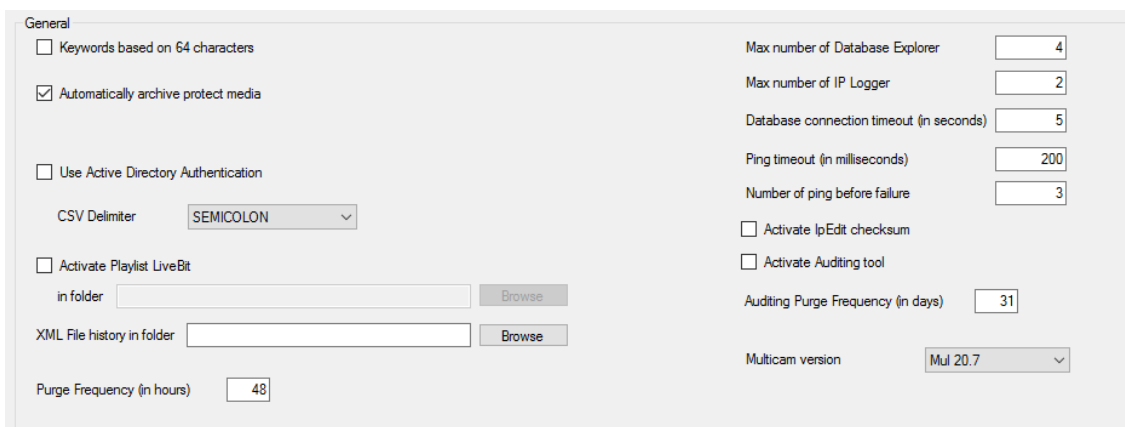 General
Keywords based on 64 characters
Automatically archive protect media
Use Active Directory Authentication
CSV Delimiter SEMICOLON
Activate Playlist LiveBit
in folder Browse
XML File history in folder Browse
Purge Frequency (in hours) 48
Max number of Database Explorer 4
Max number of IP Logger 2
Database connection timeout (in seconds) 5
Ping timeout (in milliseconds) 200
Number of ping before failure 3
Activate IpEdit checksum
Activate Auditing tool
Auditing Purge Frequency (in days) 31
Multicam version Mul 20.7